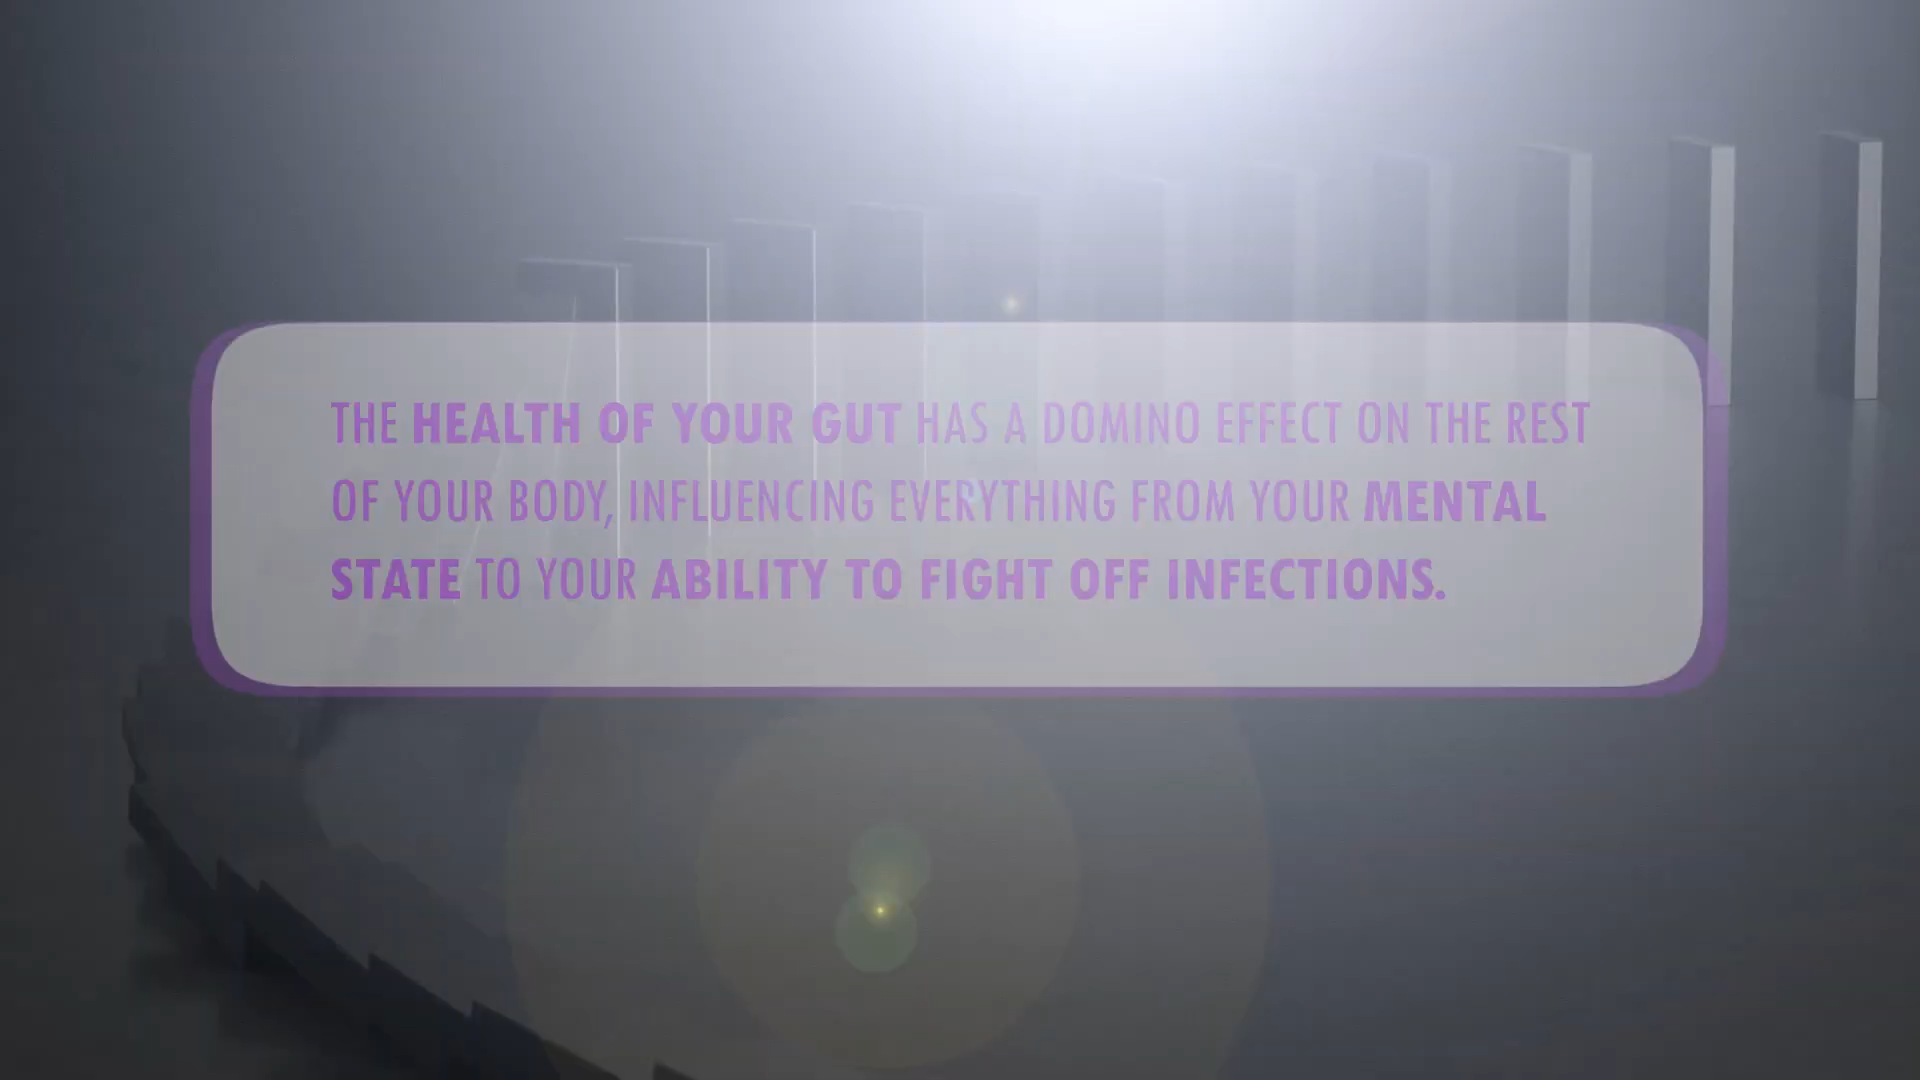 THE HEALTH OF YOUR GUT HAS A DOMINO EFFECT ON THE REST
OF YOUR BODY, INFLUENCING EVERYTHING FROM YOUR MENTAL
STATE TO YOUR ABILITY TO FIGHT OFF INFECTIONS.